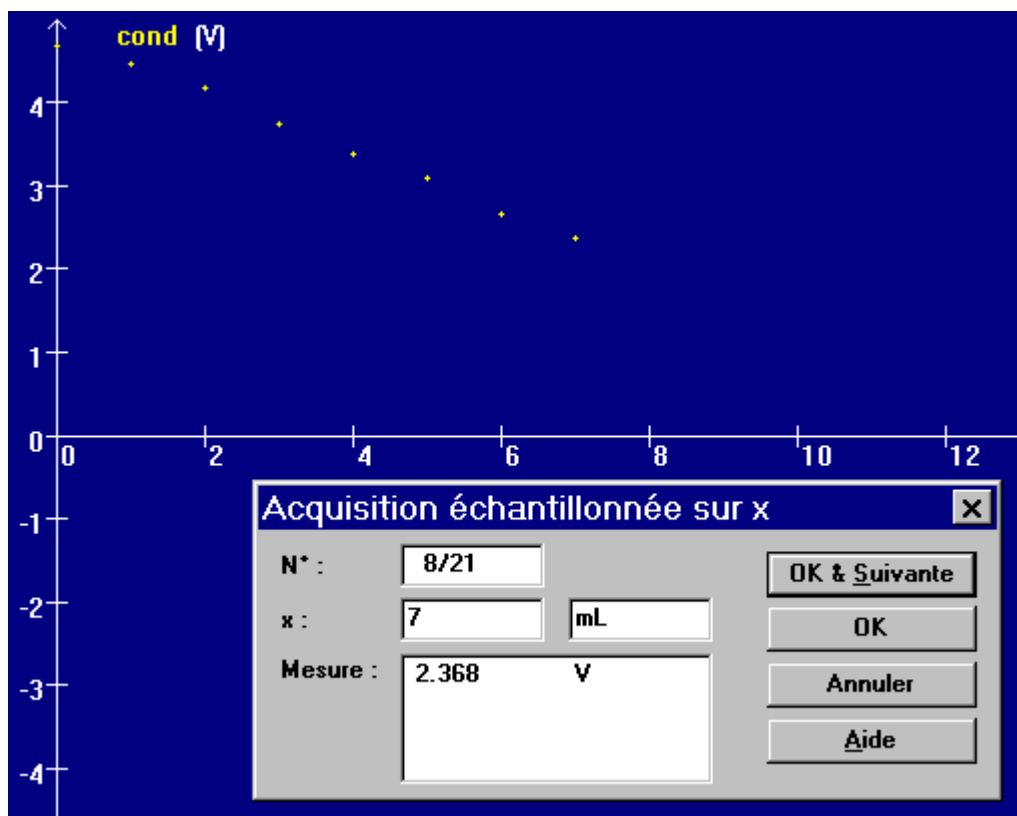 cond (V)
4
3
2
1
0
0 2 4 6 8 10 12
-1
-2
-3
-4
Acquisition échantillonnée sur x
N° : 8/21
x : 7 mL
Mesure : 2.368 V
OK & Suivante
OK
Annuler
Aide